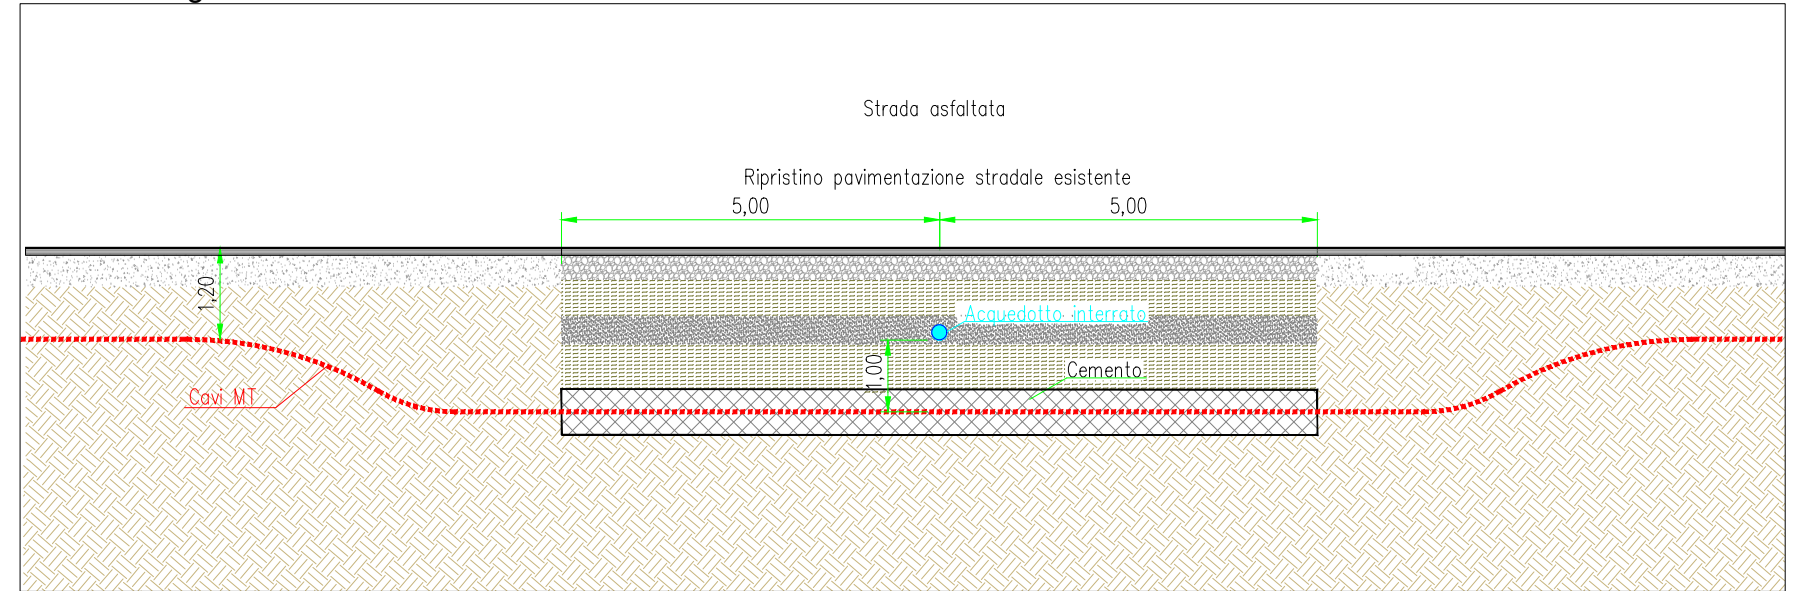 Strada asfaltata
Ripristino pavimentazione stradale esistente
5,00 5,00
1,20
Acquedotto interrato
1,00
Cemento
Cavi MT